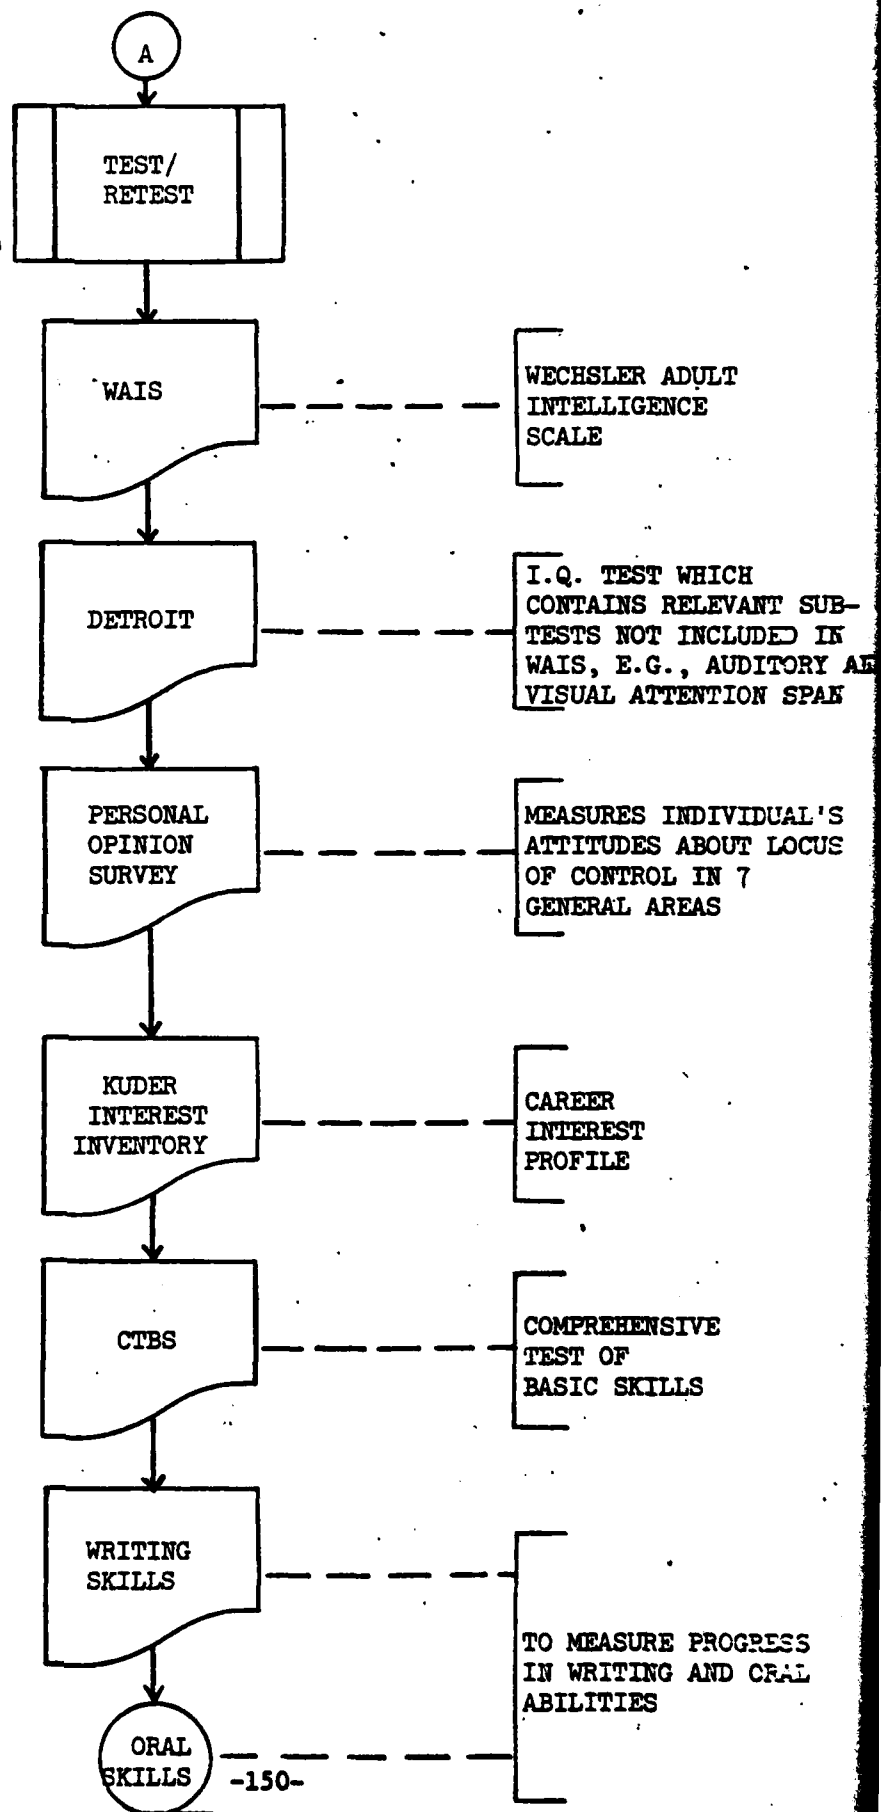 A
TEST/
RETEST
WAIS
WECHSLER ADULT
INTELLIGENCE
SCALE
DETROIT
I.Q. TEST WHICH
CONTAINS RELEVANT SUB-
TESTS NOT INCLUDED IN
WAIS, E.G., AUDITORY
VISUAL ATTENTION SPAN
PERSONAL
OPINION
SURVEY
MEASURES INDIVIDUAL'S
ATTITUDES ABOUT LOCUS
OF CONTROL IN 7
GENERAL AREAS
KUDER
INTEREST
INVENTORY
CAREER
INTEREST
PROFILE
CTBS
COMPREHENSIVE
TEST OF
BASIC SKILLS
WRITING
SKILLS
TO MEASURE PROGRESS
IN WRITING AND ORAL
ABILITIES
ORAL
SKILLS
-150-